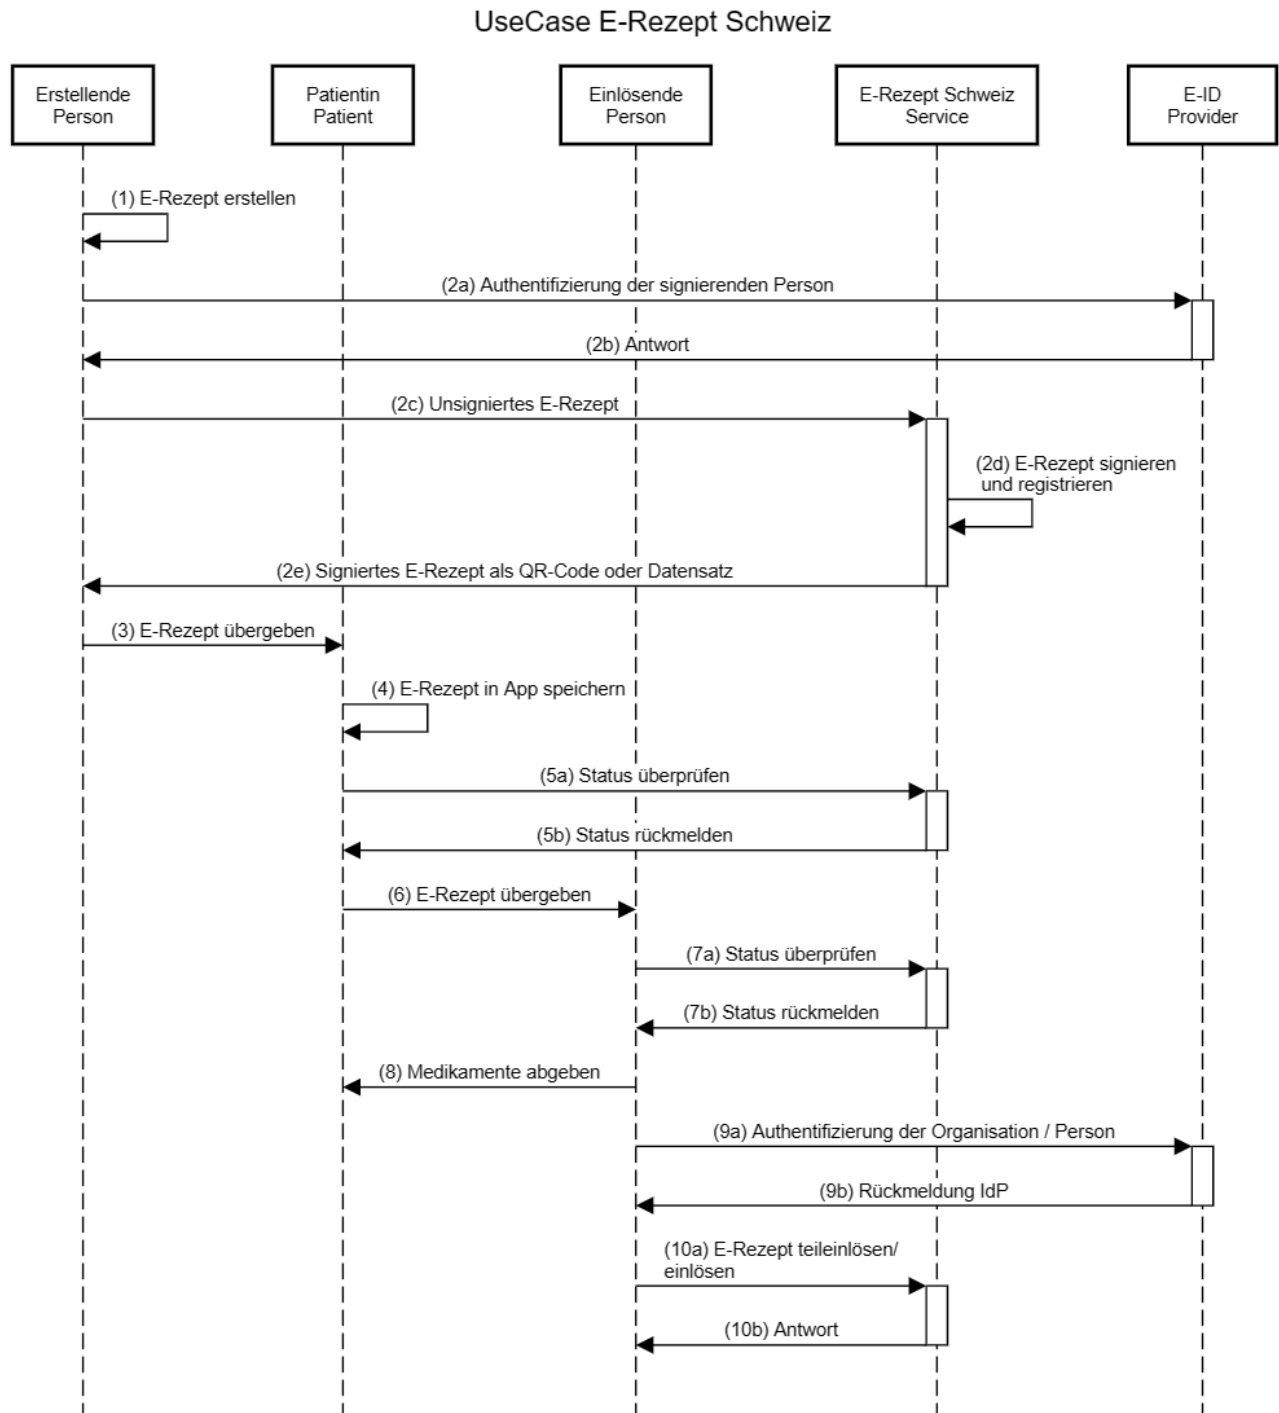 UseCase E-Rezept Schweiz
Erstellende
Person
Patientin
Patient
Einlösende
Person
E-Rezept Schweiz
Service
E-ID
Provider
(1) E-Rezept erstellen
(2a) Authentifizierung der signierenden Person
(2b) Antwort
(2c) Unsigniertes E-Rezept
(2d) E-Rezept signieren
und registrieren
(2e) Signiertes E-Rezept als QR-Code oder Datensatz
(3) E-Rezept übergeben
(4) E-Rezept in App speichern
(5a) Status überprüfen
(5b) Status rückmelden
(6) E-Rezept übergeben
(7a) Status überprüfen
(7b) Status rückmelden
(8) Medikamente abgeben
(9a) Authentifizierung der Organisation / Person
(9b) Rückmeldung IdP
(10a) E-Rezept teileinlösen/
einlösen
(10b) Antwort